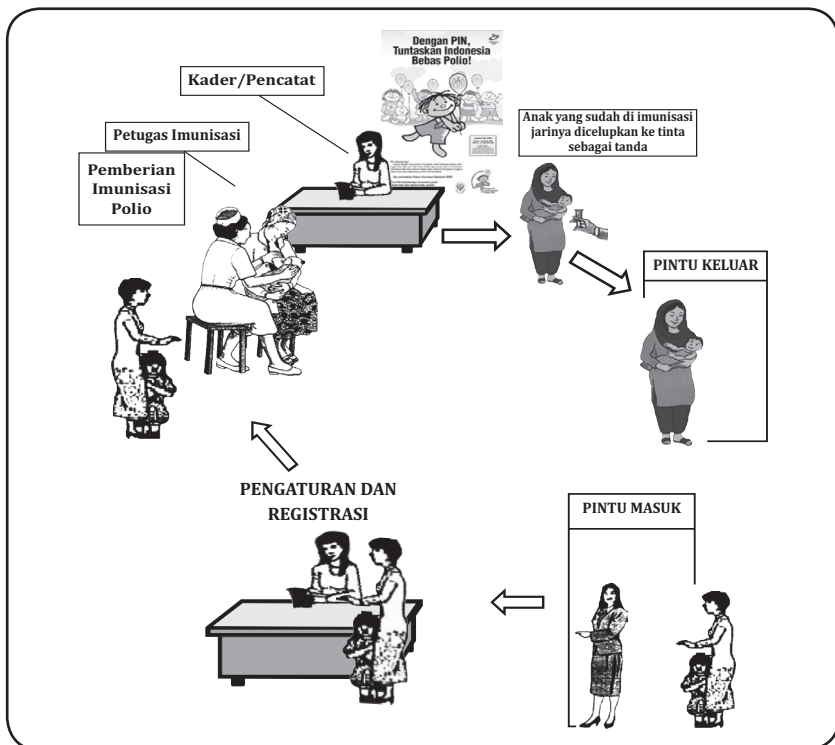 Dengan PIN,
Tuntaskan Indonesia
Bebas Polio!
Kader/Pencatat
Petugas Imunisasi
Pemberian
Imunisasi
Polio
Anak yang sudah di imunisasi
jarinya dicelupkan ke tinta
sebagai tanda
PINTU KELUAR
PENGATURAN DAN
REGISTRASI
PINTU MASUK